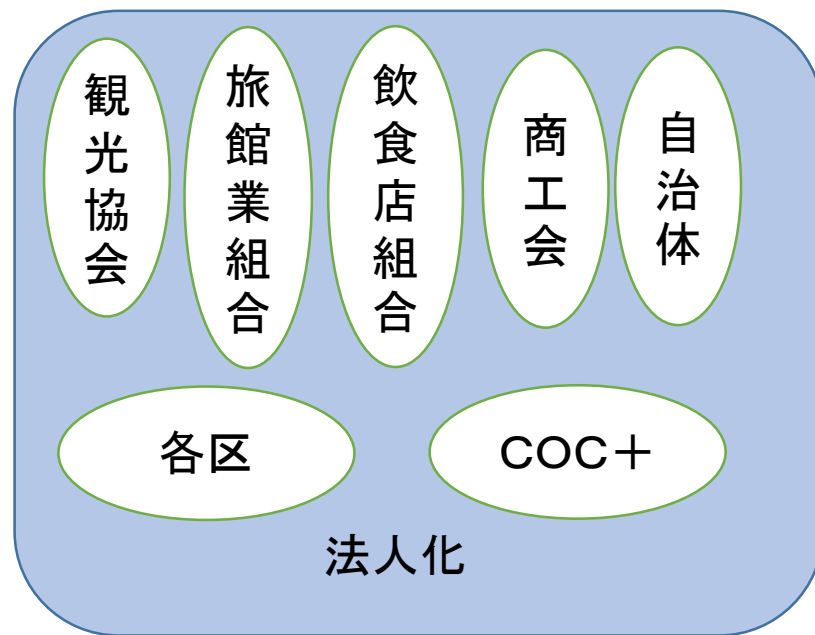 観光協会
旅館業組合
飲食店組合
商工会
自治体
各区
COC＋
法人化